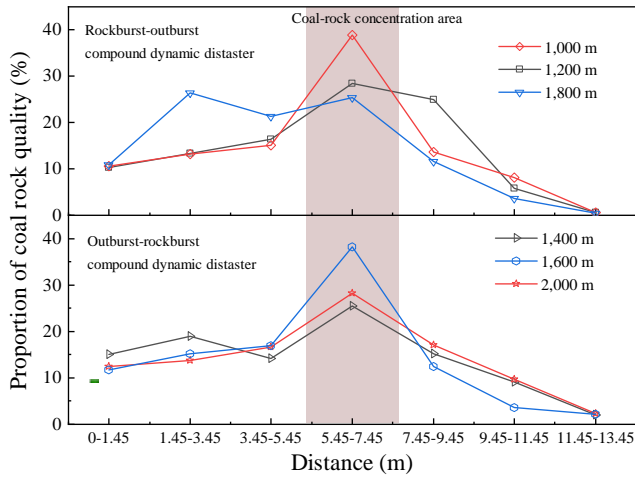 Coal-rock concentration area
Rockburst-outburst
compound dynamic distaster
1,000 m
1,200 m
1,800 m
40
30
20
10
0
Outburst-rockburst
compound dynamic distaster
1,400 m
1,600 m
2,000 m
40
30
20
10
0
Proportion of coal rock quality (%)
0-1.45 1.45-3.45 3.45-5.45 5.45-7.45 7.45-9.45 9.45-11.45 11.45-13.45
Distance (m)